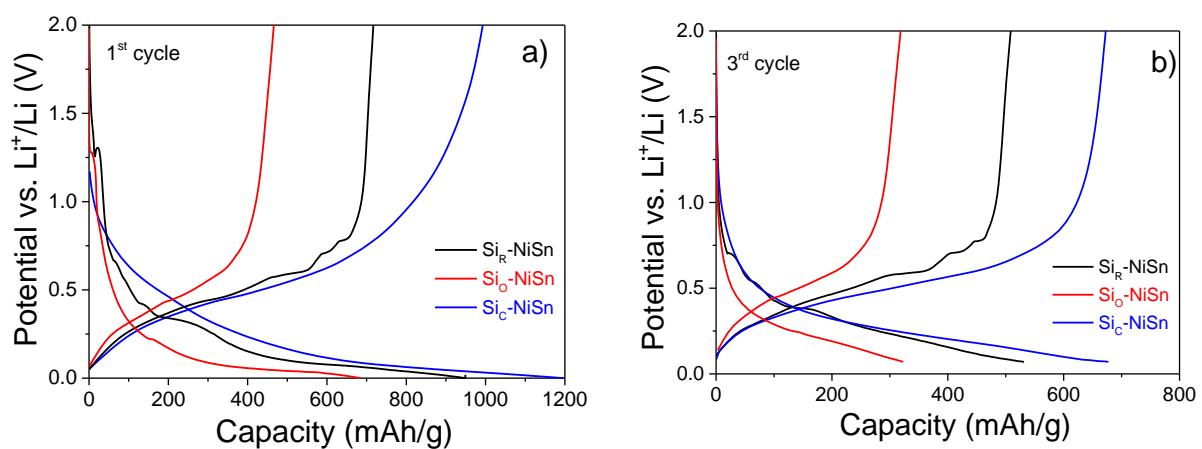 1st cycle
a)
2.0
1.5
1.0
0.5
0.0
Potential vs. Li+/Li (V)
SiR-NiSn
SiO-NiSn
SiC-NiSn
0 200 400 600 800 1000 1200
Capacity (mAh/g)
3rd cycle
b)
2.0
1.5
1.0
0.5
0.0
Potential vs. Li+/Li (V)
SiR-NiSn
SiO-NiSn
SiC-NiSn
0 200 400 600 800
Capacity (mAh/g)